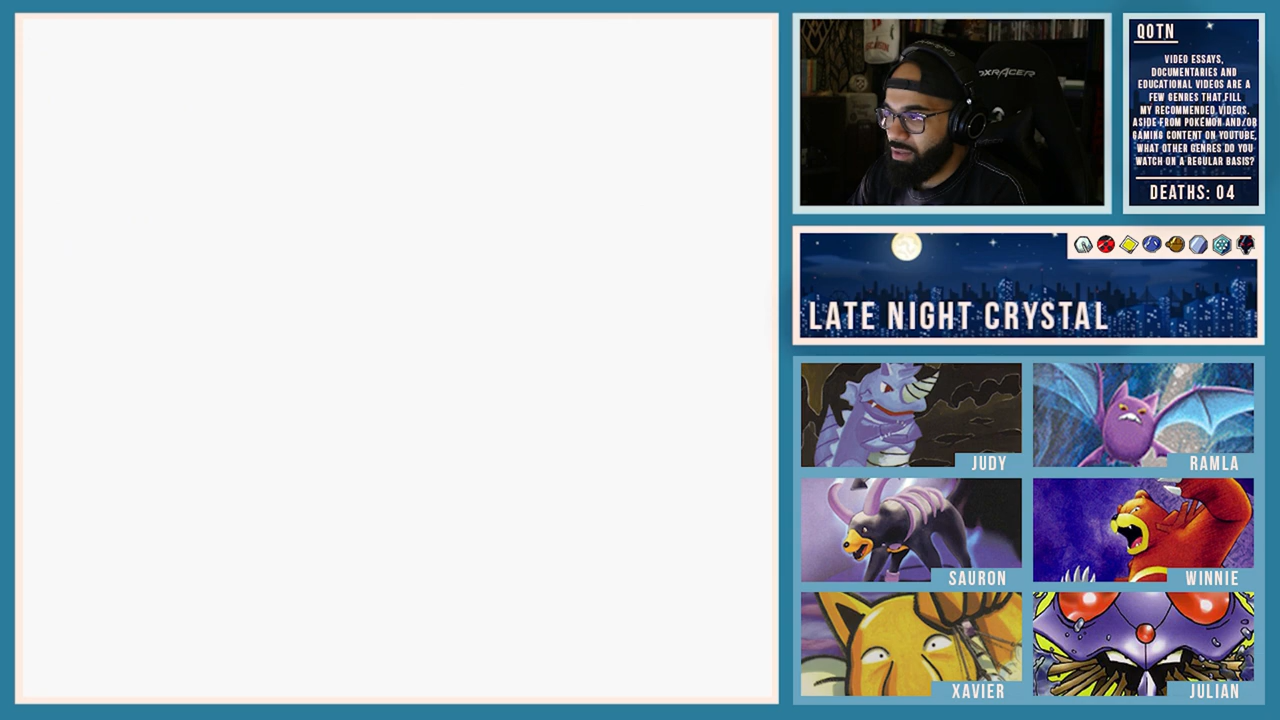 DXRACER
QOTN
VIDEO ESSAYS,
DOCUMENTARIES AND
EDUCATIONAL VIDEOS ARE A
FEW GENRES THAT FILL
MY RECOMMENDED VIDEOS.
ASIDE FROM POKEMON AND/OR
GAMING CONTENT ON YOUTUBE,
WHAT OTHER GENRES DO YOU
WATCH ON A REGULAR BASIS?
DEATHS: 04
LATE NIGHT CRYSTAL
JUDY
RAMLA
SAURON
WINNIE
XAVIER
JULIAN